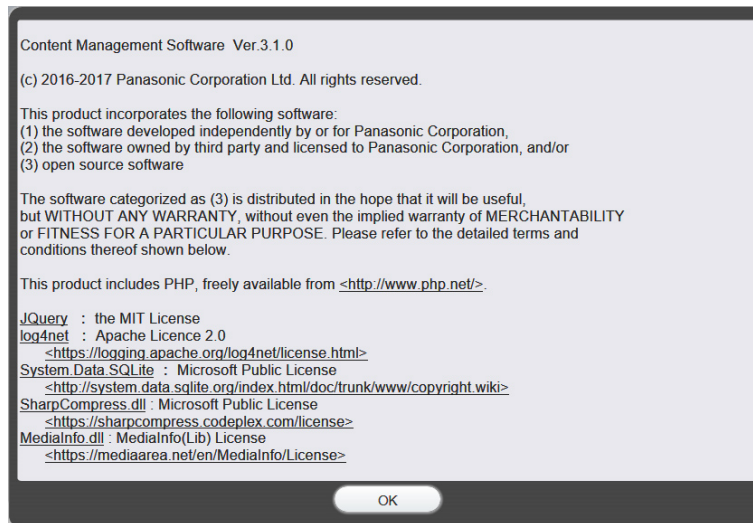 Content Management Software Ver.3.1.0
(c) 2016-2017 Panasonic Corporation Ltd. All rights reserved.
This product incorporates the following software:
(1) the software developed independently by or for Panasonic Corporation,
(2) the software owned by third party and licensed to Panasonic Corporation, and/or
(3) open source software
The software categorized as (3) is distributed in the hope that it will be useful,
but WITHOUT ANY WARRANTY, without even the implied warranty of MERCHANTABILITY
or FITNESS FOR A PARTICULAR PURPOSE. Please refer to the detailed terms and
conditions thereof shown below.
This product includes PHP, freely available from <http://www.php.net/>.
JQuery : the MIT License
log4net : Apache Licence 2.0
<https://logging.apache.org/log4net/license.html>
System.Data.SQLite : Microsoft Public License
<http://system.data.sqlite.org/index.html/doc/trunk/www/copyright.wiki>
SharpCompress.dll : Microsoft Public License
<https://sharpcompress.codeplex.com/license>
MediaInfo.dll : MediaInfo(Lib) License
<https://mediaarea.net/en/MediaInfo/License>
OK